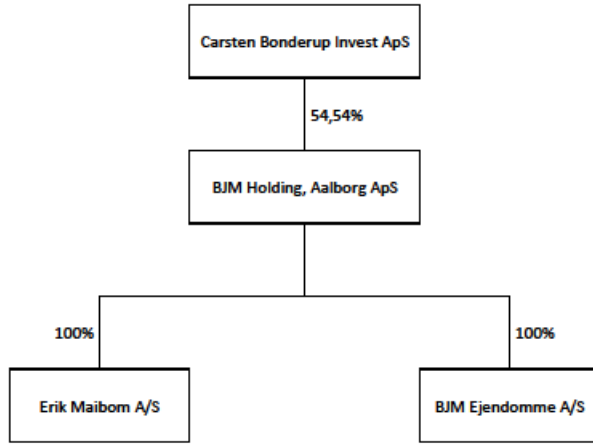 Carsten Bonderup Invest ApS
54,54%
BJM Holding, Aalborg ApS
100%
100%
Erik Maibom A/S
BJM Ejendomme A/S